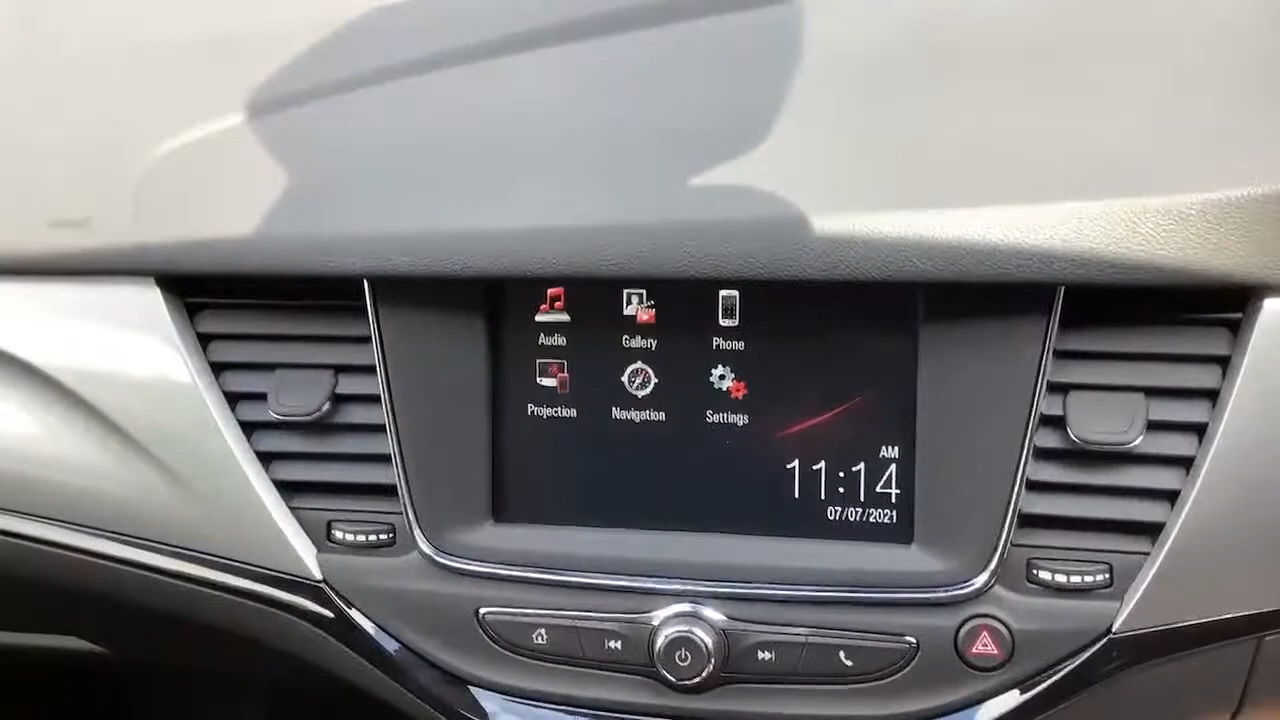 Audio
Gallery
Phone
Projection
Navigation
Settings
AM
11:14
07/07/2021